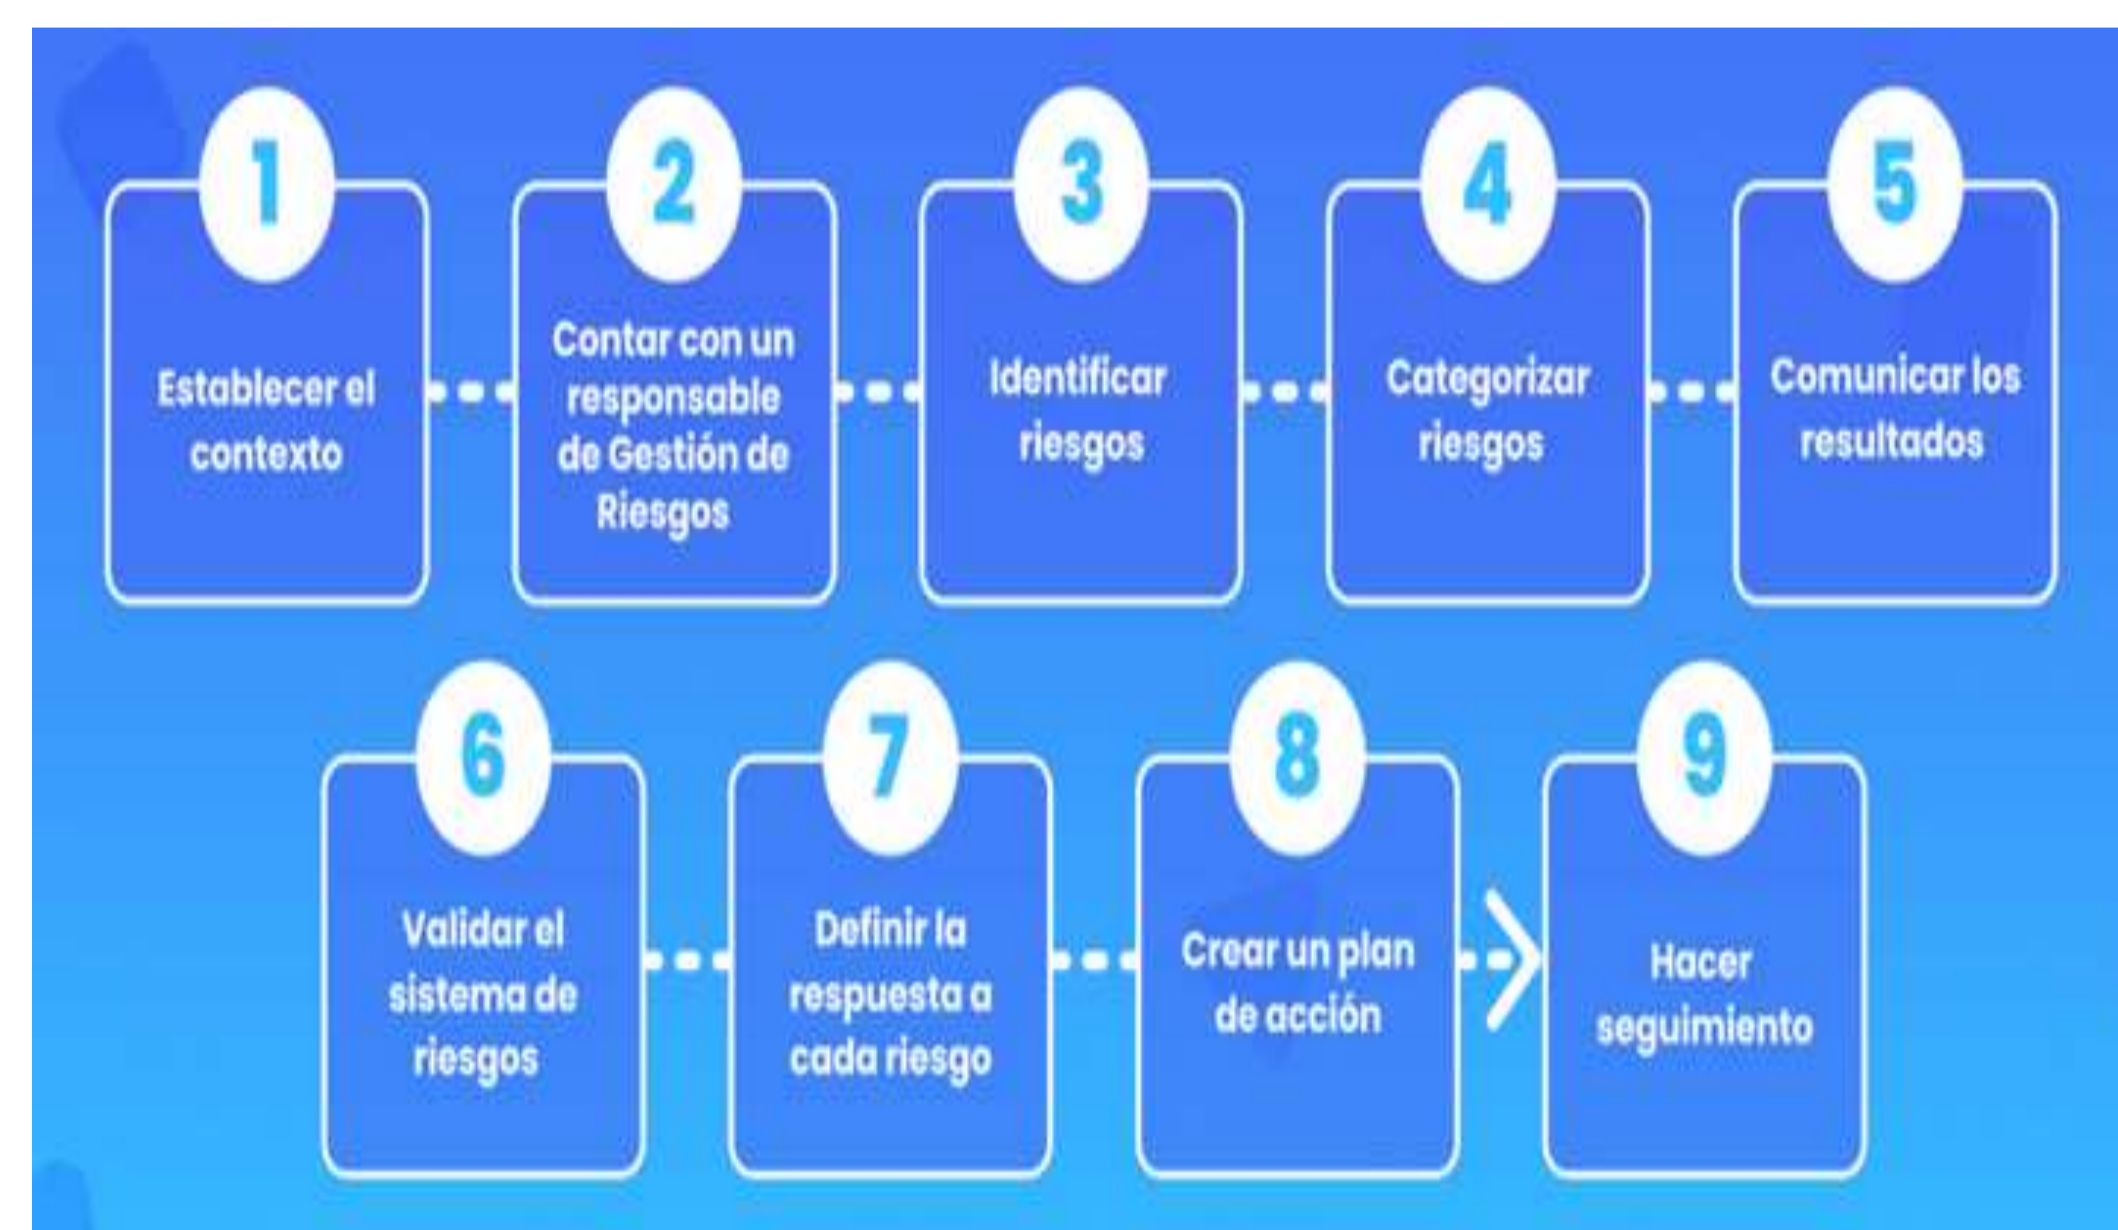 1
Establecer el
contexto
2
Contar con un
responsable
de Gestión de
Riesgos
3
Identificar
riesgos
4
Categorizar
riesgos
5
Comunicar los
resultados
6
Validar el
sistema de
riesgos
7
Definir la
respuesta a
cada riesgo
8
Crear un plan
de acción
9
Hacer
seguimiento